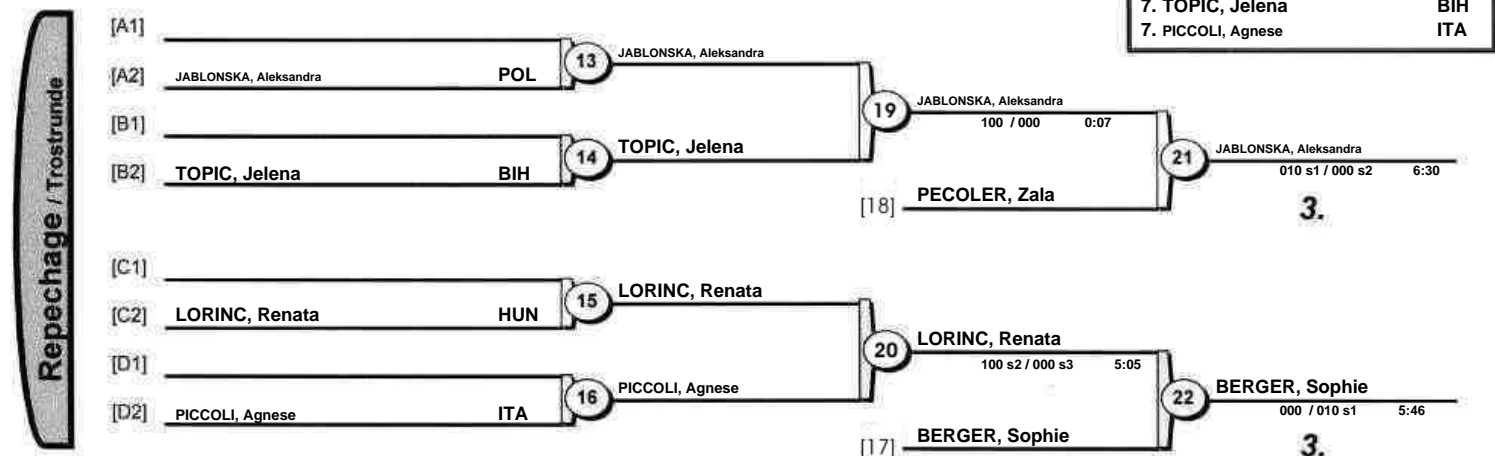 7. TOPIC, Jelena BIH
7. PICCOLI, Agnese ITA
Repechage / Trostrunde
[A1]
[A2] JABLONSKA, Aleksandra POL
13 JABLONSKA, Aleksandra
[B1]
[B2] TOPIC, Jelena BIH
14 TOPIC, Jelena
19 JABLONSKA, Aleksandra
100 / 000 0:07
[18] PECOLER, Zala
21 JABLONSKA, Aleksandra
010 s1 / 000 s2 6:30
3.
[C1]
[C2] LORINC, Renata HUN
15 LORINC, Renata
[D1]
[D2] PICCOLI, Agnese ITA
16 PICCOLI, Agnese
20 LORINC, Renata
100 s2 / 000 s3 5:05
[17] BERGER, Sophie
22 BERGER, Sophie
000 / 010 s1 5:46
3.